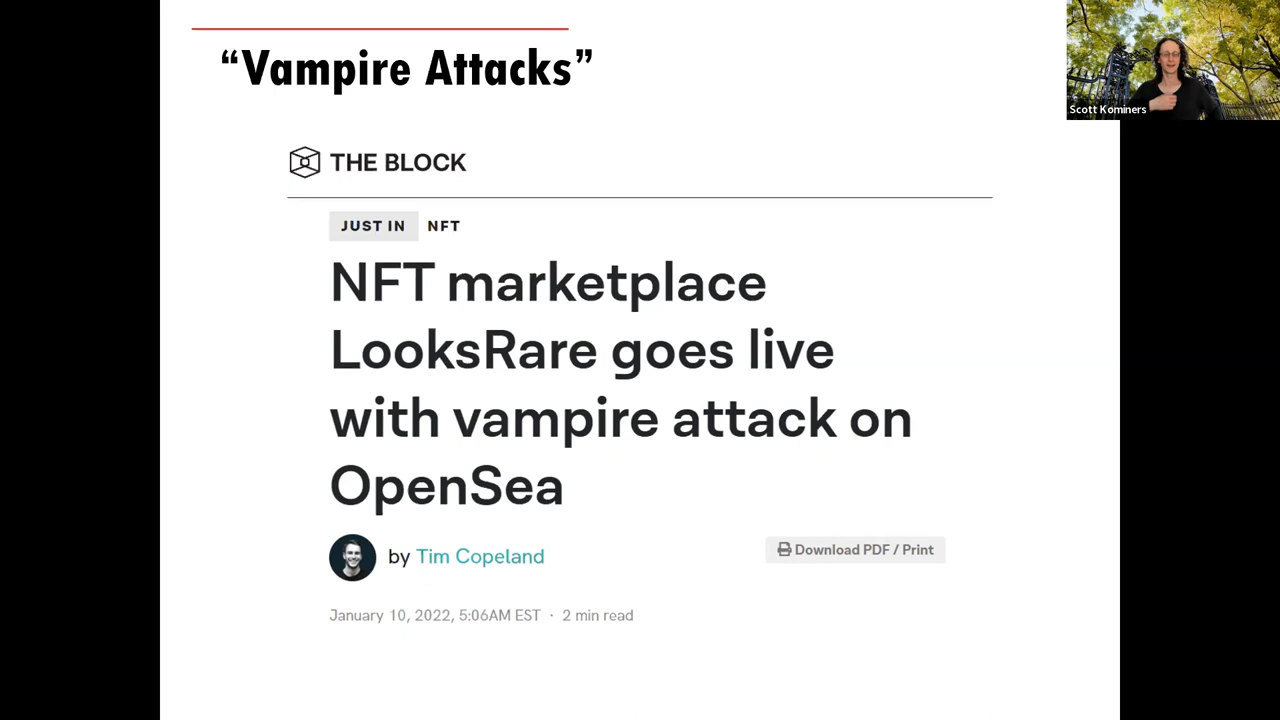 “Vampire Attacks”
Scott Kominers
THE BLOCK
JUST IN NFT
NFT marketplace
LooksRare goes live
with vampire attack on
OpenSea
by Tim Copeland
Download PDF / Print
January 10, 2022, 5:06AM EST · 2 min read